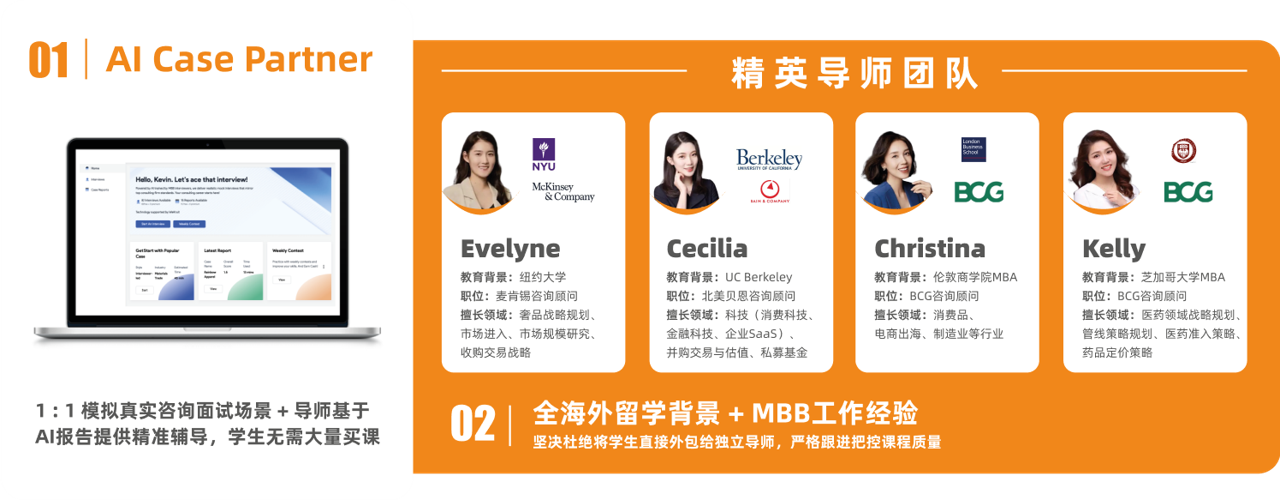 01
AI Case Partner
Home
Interviews
Case Reports
Hello, Kevin. Let's ace that interview!
Start an Interview
Weekly Contest
Get Start with Popular
Case
Latest Report
Weekly Contest
Start
View
1:1 模拟真实咨询面试场景 + 导师基于
AI报告提供精准辅导，学生无需大量买课
精英导师团队
NYU
McKinsey
& Company
Evelyne
教育背景：纽约大学
职位：麦肯锡咨询顾问
擅长领域：奢品战略规划、
市场进入、市场规模研究、
收购交易战略
Berkeley
UNIVERSITY OF CALIFORNIA
BAIN & COMPANY
Cecilia
教育背景：UC Berkeley
职位：北美贝恩咨询顾问
擅长领域：科技（消费科技、
金融科技、企业SaaS）、
并购交易与估值、私募基金
London
Business
School
BCG
Christina
教育背景：伦敦商学院MBA
职位：BCG咨询顾问
擅长领域：消费品、
电商出海、制造业等行业
BCG
Kelly
教育背景：芝加哥大学MBA
职位：BCG咨询顾问
擅长领域：医药领域战略规划、
管线策略规划、医药准入策略、
药品定价策略
02
全海外留学背景 + MBB工作经验
坚决杜绝将学生直接外包给独立导师，严格跟进把控课程质量